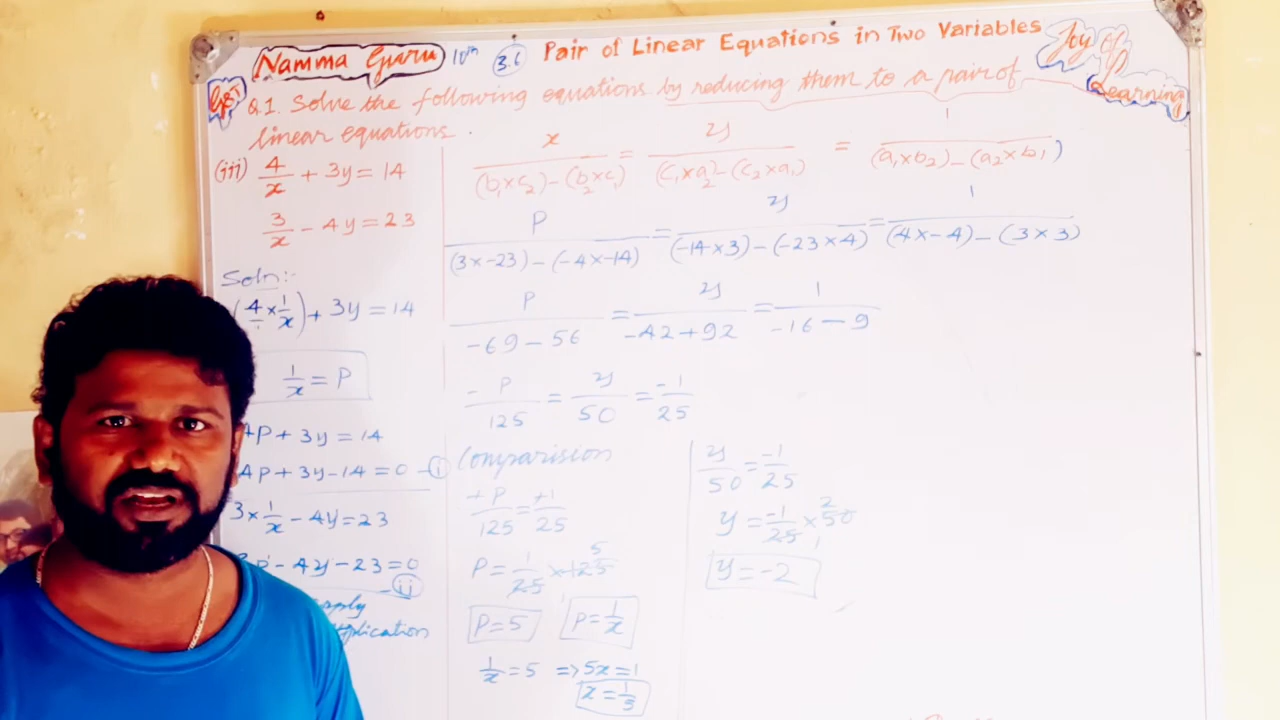 Namma Guru 10th 3.6 Pair of Linear Equations in Two Variables Joy of Learning
Q.1. Solve the following equations by reducing them to a pair of
linear equations.
(iii) 4/x + 3y = 14
3/x - 4y = 23
Soln:-
(4/1 × 1/x) + 3y = 14
1/x = P
4P + 3y = 14
4P + 3y - 14 = 0 - (i)
3 × 1/x - 4y = 23
3P - 4y - 23 = 0
(ii)
apply
x/((b₁×c₂)-(b₂×c₁)) = y/((c₁×a₂)-(c₂×a₁)) = 1/((a₁×b₂)-(a₂×b₁))
P/((3×-23)-(-4×-14)) = y/((-14×3)-(-23×4)) = 1/((4×-4)-(3×3))
P/(-69-56) = y/(-42+92) = 1/(-16-9)
-P/125 = y/50 = -1/25
Comparision
+P/125 = +1/25
P = 1/25 × 125 5
P = 5 P = 1/x
1/x = 5 => 5x = 1
x = 1/5
y/50 = -1/25
y = -1/25 × 50 2
y = -2